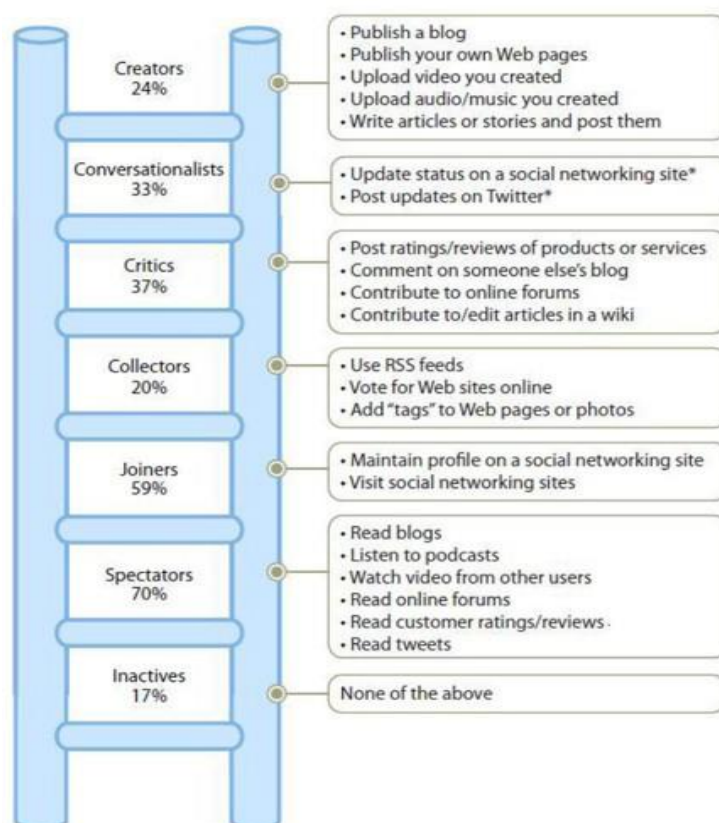 Creators
24%
• Publish a blog
• Publish your own Web pages
• Upload video you created
• Upload audio/music you created
• Write articles or stories and post them
Conversationalists
33%
• Update status on a social networking site*
• Post updates on Twitter*
Critics
37%
• Post ratings/reviews of products or services
• Comment on someone else's blog
• Contribute to online forums
• Contribute to/edit articles in a wiki
Collectors
20%
• Use RSS feeds
• Vote for Web sites online
• Add “tags” to Web pages or photos
Joiners
59%
• Maintain profile on a social networking site
• Visit social networking sites
Spectators
70%
• Read blogs
• Listen to podcasts
• Watch video from other users
• Read online forums
• Read customer ratings/reviews
• Read tweets
Inactives
17%
None of the above